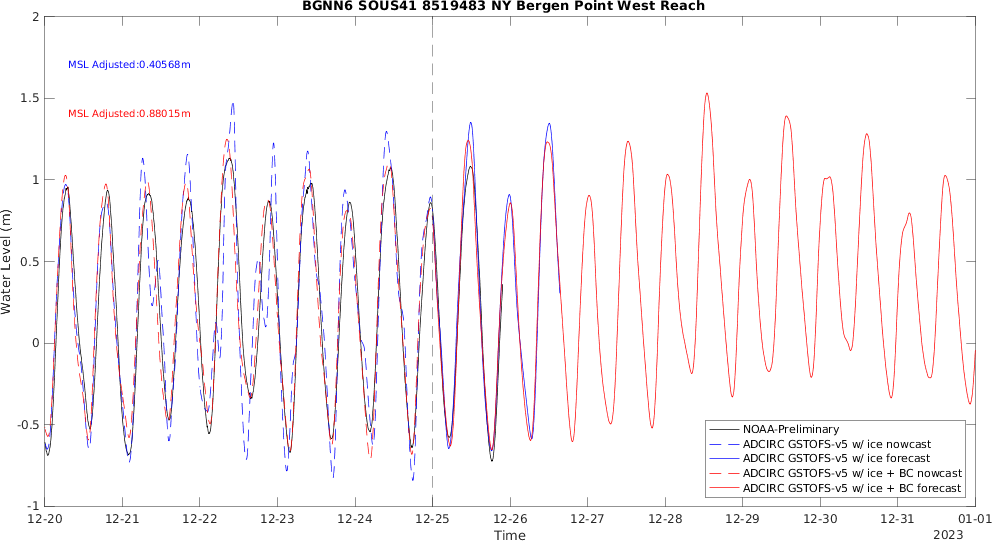 BGNN6 SOUS41 8519483 NY Bergen Point West Reach
2
1.5
1
0.5
0
-0.5
-1
Water Level (m)
MSL Adjusted:0.40568m
MSL Adjusted:0.88015m
NOAA-Preliminary
ADCIRC GSTOFS-v5 w/ ice nowcast
ADCIRC GSTOFS-v5 w/ ice forecast
ADCIRC GSTOFS-v5 w/ ice + BC nowcast
ADCIRC GSTOFS-v5 w/ ice + BC forecast
12-20 12-21 12-22 12-23 12-24 12-25 12-26 12-27 12-28 12-29 12-30 12-31 01-01
Time
2023